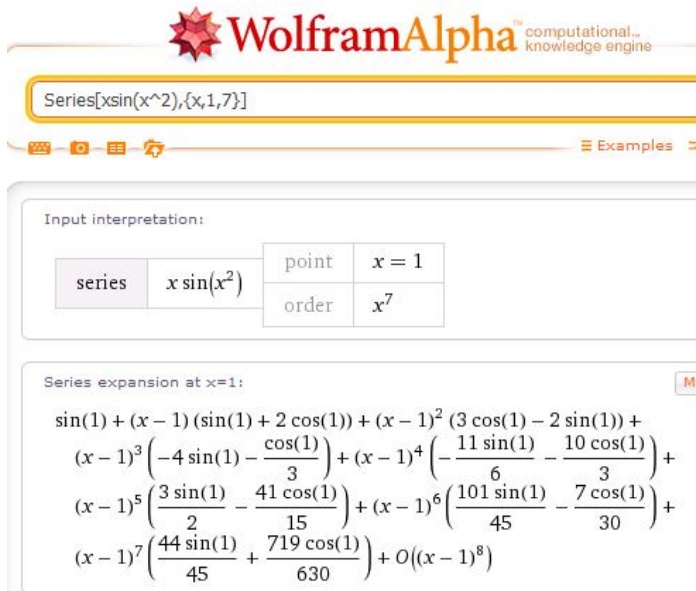 WolframAlpha™ computational... knowledge engine
Series[xsin(x^2),{x,1,7}]
Examples
Input interpretation:
series x sin(x²) point x = 1
order x⁷
Series expansion at x=1:
M
sin(1) + (x − 1) (sin(1) + 2 cos(1)) + (x − 1)² (3 cos(1) − 2 sin(1)) +
(x − 1)³ (−4 sin(1) − cos(1)/3) + (x − 1)⁴ (−11 sin(1)/6 − 10 cos(1)/3) +
(x − 1)⁵ (3 sin(1)/2 − 41 cos(1)/15) + (x − 1)⁶ (101 sin(1)/45 − 7 cos(1)/30) +
(x − 1)⁷ (44 sin(1)/45 + 719 cos(1)/630) + O((x − 1)⁸)